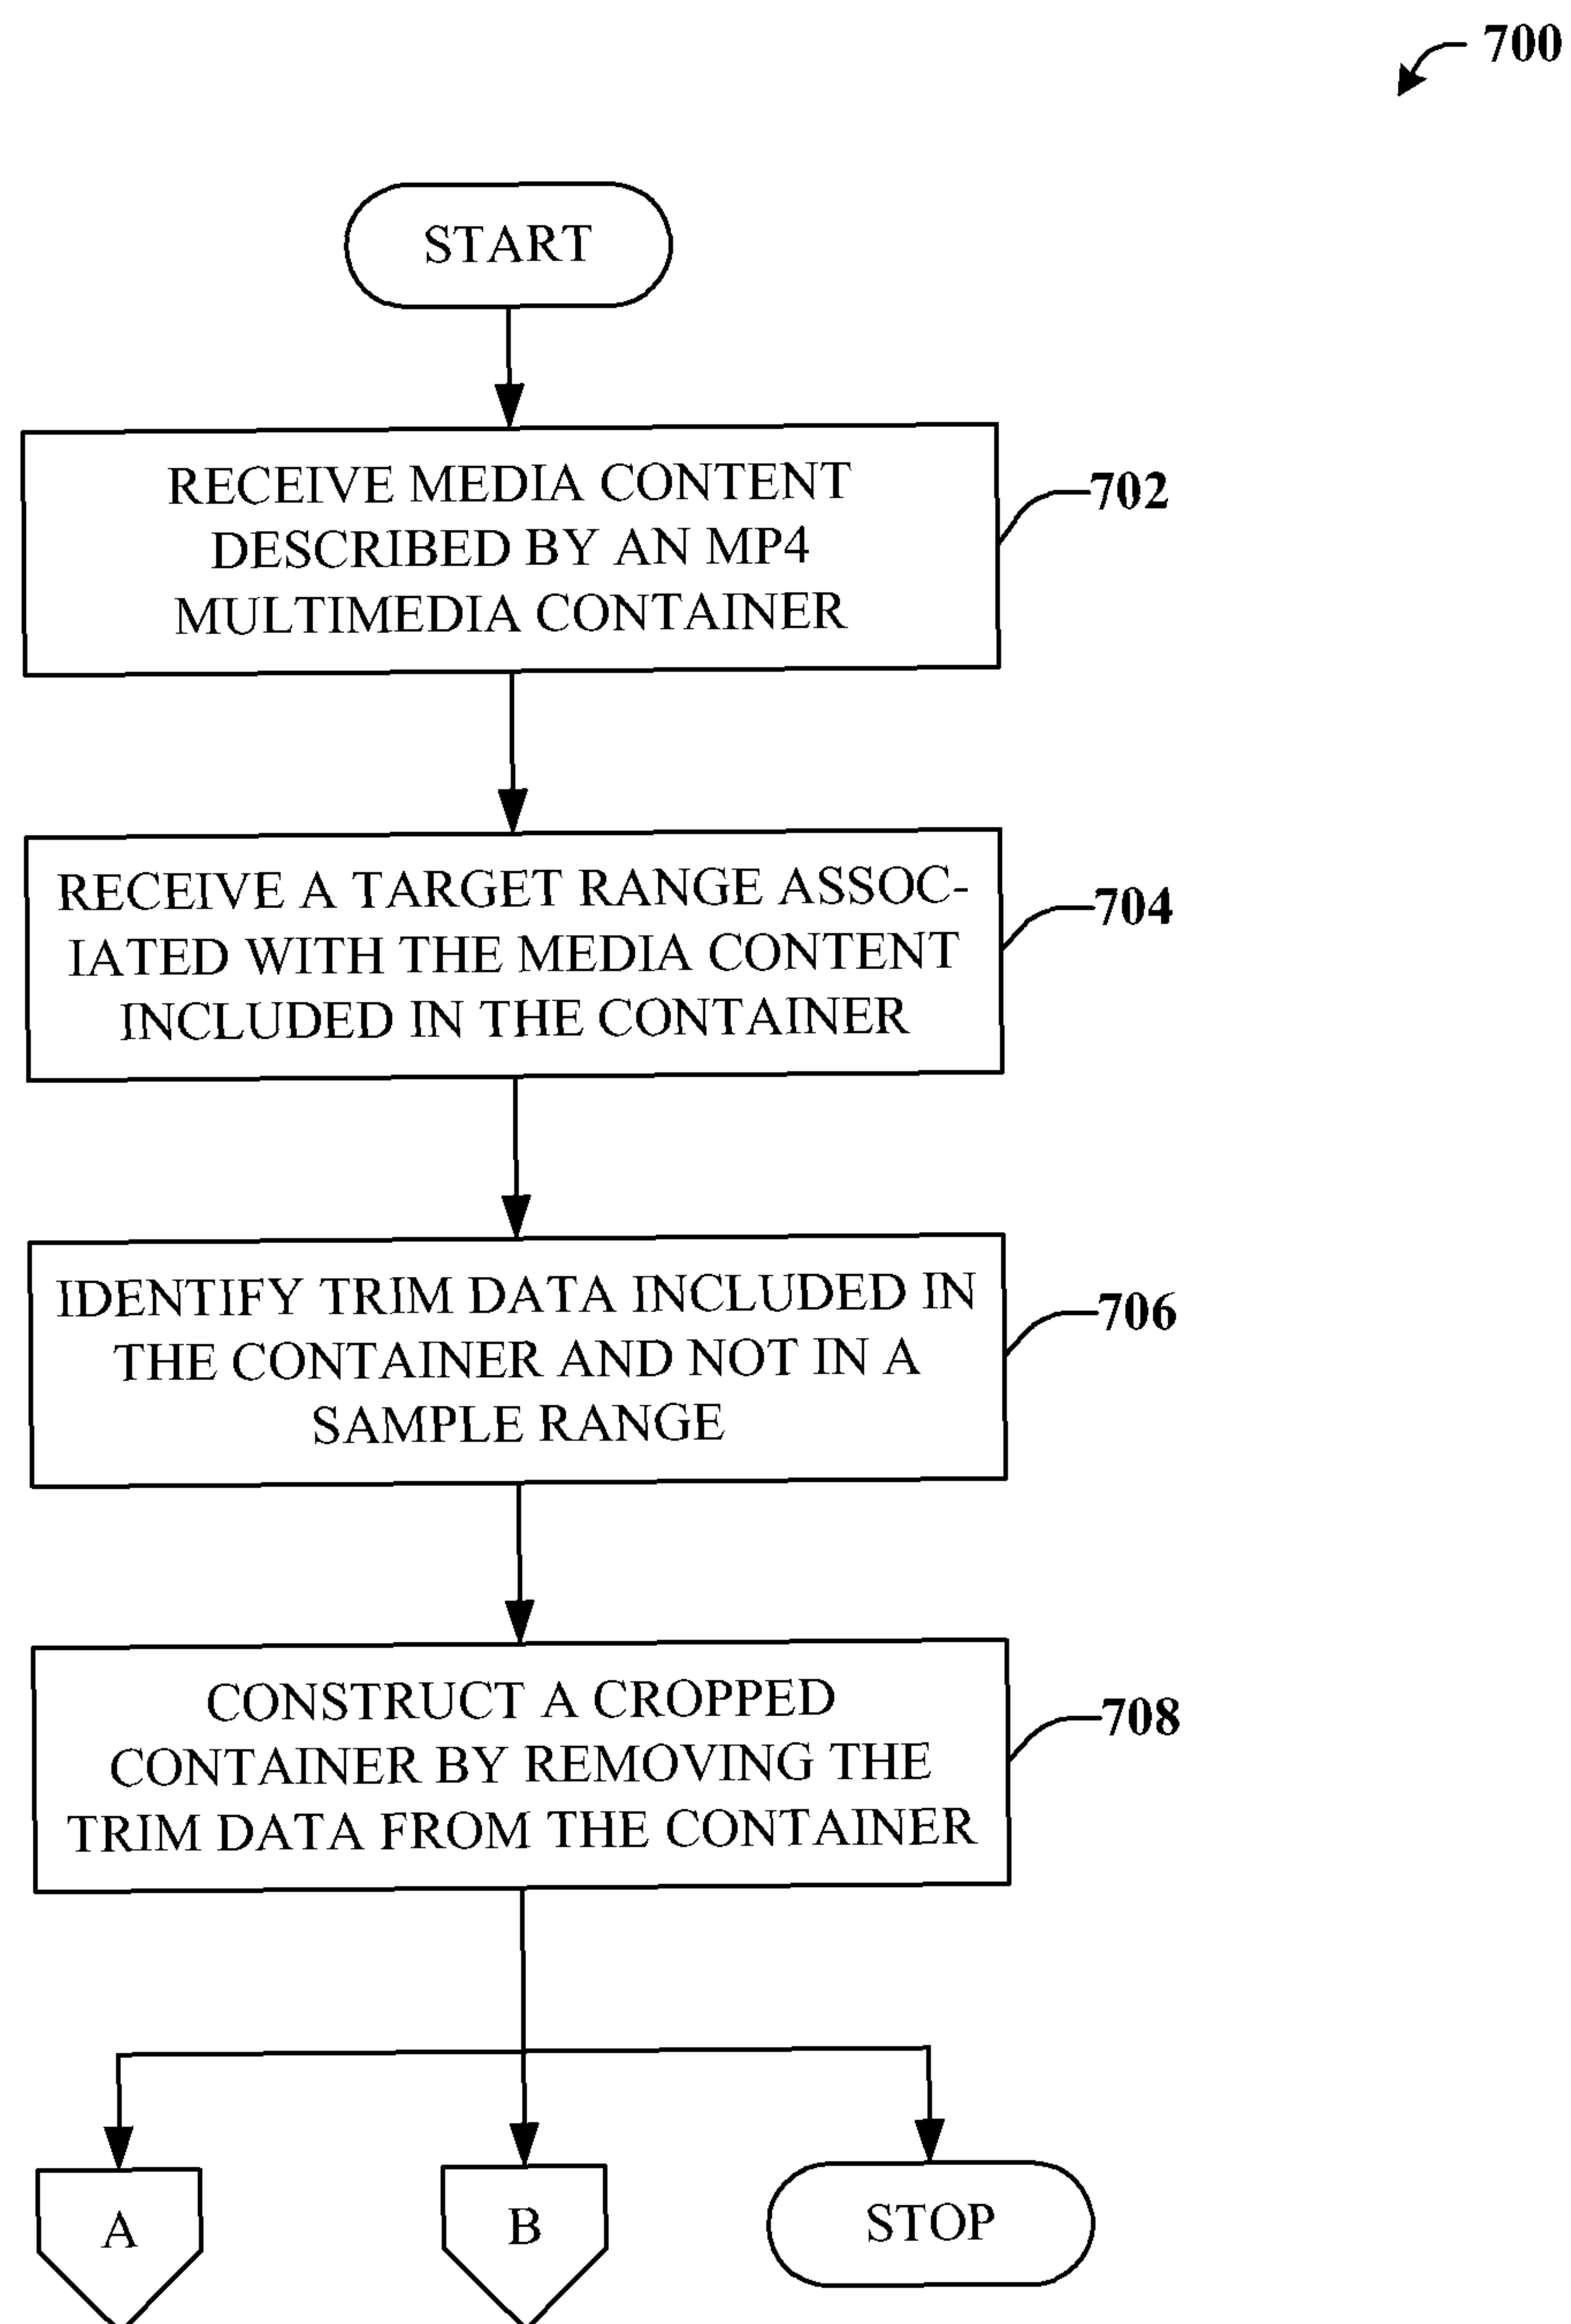 700
START
RECEIVE MEDIA CONTENT
DESCRIBED BY AN MP4
MULTIMEDIA CONTAINER
702
RECEIVE A TARGET RANGE ASSOC-
IATED WITH THE MEDIA CONTENT
INCLUDED IN THE CONTAINER
704
IDENTIFY TRIM DATA INCLUDED IN
THE CONTAINER AND NOT IN A
SAMPLE RANGE
706
CONSTRUCT A CROPPED
CONTAINER BY REMOVING THE
TRIM DATA FROM THE CONTAINER
708
A
B
STOP